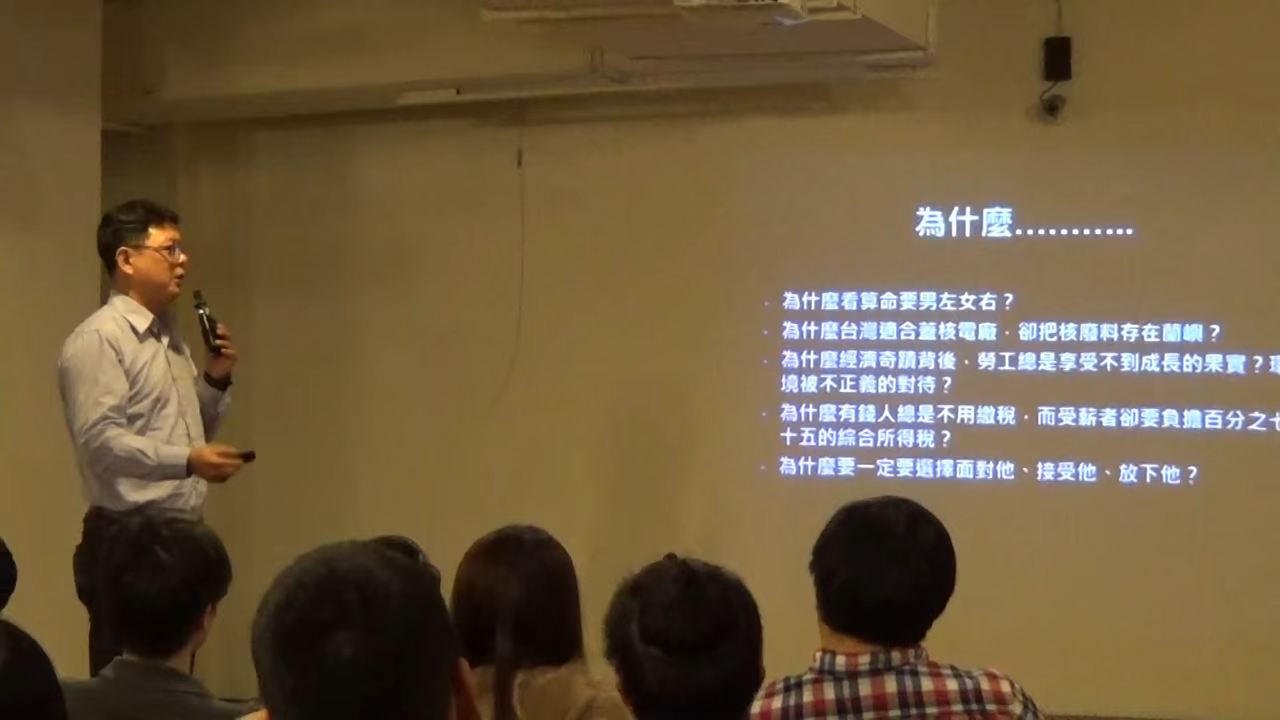 為什麼...........
為什麼看算命要男左女右？
為什麼台灣適合蓋核電廠，卻把核廢料存在蘭嶼？
為什麼經濟奇蹟背後，勞工總是享受不到成長的果實？環
境被不正義的對待？
為什麼有錢人總是不用繳稅，而受薪者卻要負擔百分之七
十五的綜合所得稅？
為什麼要一定要選擇面對他、接受他、放下他？